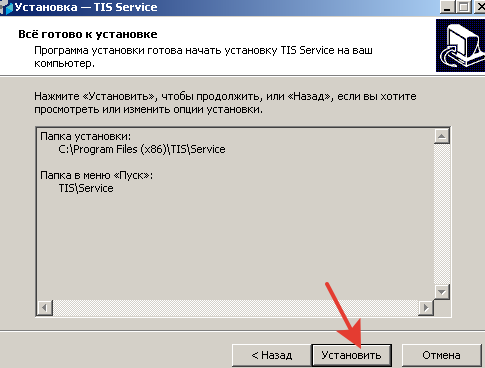 Установка — TIS Service
Всё готово к установке
Программа установки готова начать установку TIS Service на ваш
компьютер.
Нажмите «Установить», чтобы продолжить, или «Назад», если вы хотите
просмотреть или изменить опции установки.
Папка установки:
C:\Program Files (x86)\TIS\Service
Папка в меню «Пуск»:
TIS\Service
< Назад
Установить
Отмена